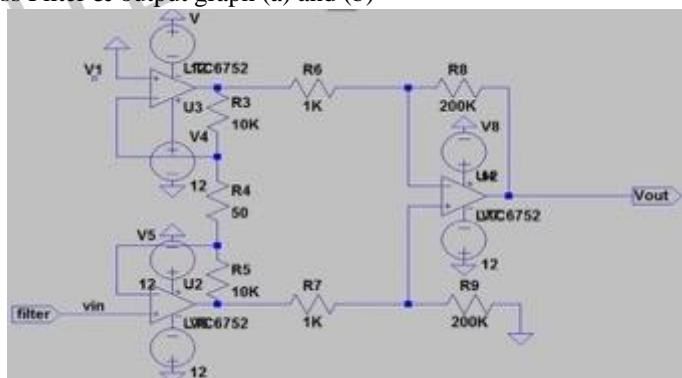 ss Filter & output graph (a) and (b)
V
V1
R6
R8
U3
R3
1K
200K
10K
V4
V8
12
R4
50
Vout
V5
12
U2
R5
10K
R7
12
R9
filter
vin
1K
200K
12